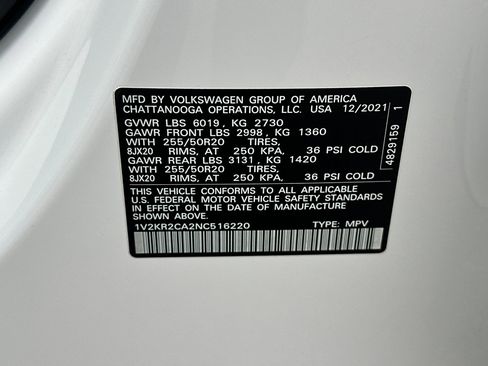 MFD BY VOLKSWAGEN GROUP OF AMERICA
CHATTANOOGA OPERATIONS, LLC. USA 12/2021
GVWR LBS 6019, KG 2730
GAWR FRONT LBS 2998, KG 1360
WITH 255/50R20 TIRES,
8JX20 RIMS, AT 250 KPA, 36 PSI COLD
GAWR REAR LBS 3131, KG 1420
WITH 255/50R20 TIRES,
8JX20 RIMS, AT 250 KPA, 36 PSI COLD
THIS VEHICLE CONFORMS TO ALL APPLICABLE
U.S. FEDERAL MOTOR VEHICLE SAFETY STANDARDS
IN EFFECT ON THE DATE OF MANUFACTURE
SHOWN ABOVE.
1V2KR2CA2NC516220 TYPE: MPV
4829159 1